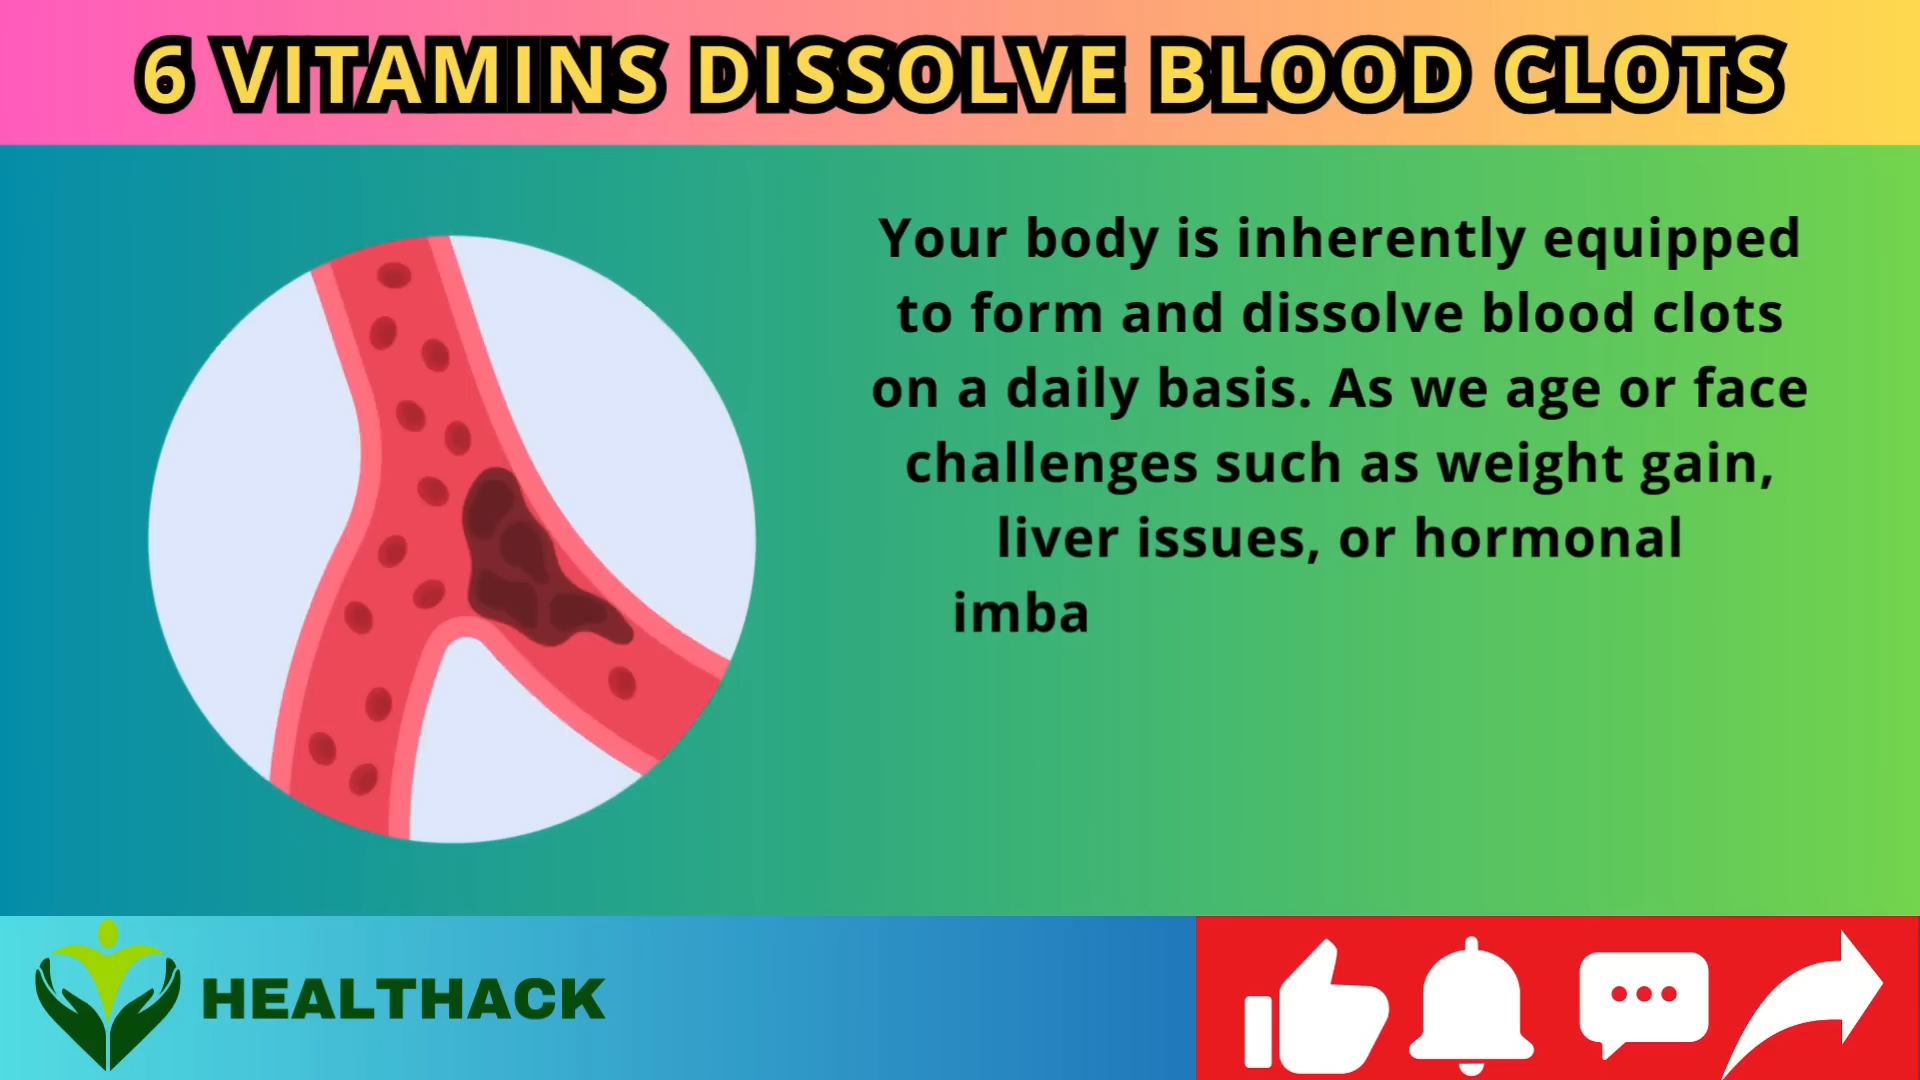 6 VITAMINS DISSOLVE BLOOD CLOTS
Your body is inherently equipped
to form and dissolve blood clots
on a daily basis. As we age or face
challenges such as weight gain,
liver issues, or hormonal
imba
HEALTHACK